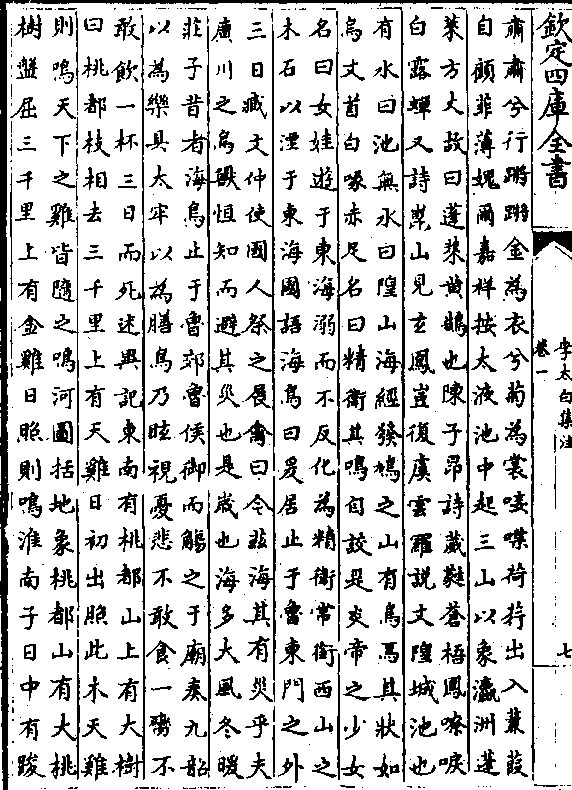 欽定四庫全書
李太白集注
卷一
七
肅肅兮行蹌蹌金為衣兮菊為裳唼喋荷荇出入蒹葭
自顧菲薄媿爾嘉祥按太液池中起三山以象瀛洲蓬
萊方丈故曰蓬萊黄鵠也陳子昂詩葳蕤蒼梧鳳嘹唳
白露蟬又詩崑山見玄鳳豈復虞雲羅説文隍城池也
有水曰池無水曰隍山海經發鳩之山有鳥焉其狀如
烏文首白喙赤足名曰精衛其鳴自詨是炎帝之少女
名曰女娃遊于東海溺而不反化為精衛常銜西山之
木石以湮于東海國語海鳥曰爰居止于魯東門之外
三日臧文仲使國人祭之展禽曰今兹海其有災乎夫
廣川之鳥獸恒知而避其災也是歲也海多大風冬暖
莊子昔者海鳥止于魯郊魯侯御而觴之于廟奏九韶
以為樂具太牢以為膳鳥乃眩視憂悲不敢食一臠不
敢飲一杯三日而死述異記東南有桃都山上有大樹
曰桃都枝相去三千里上有天雞日初出照此木天雞
則鳴天下之雞皆隨之鳴河圖括地象桃都山有大桃
樹盤屈三千里上有金雞日照則鳴淮南子日中有踆